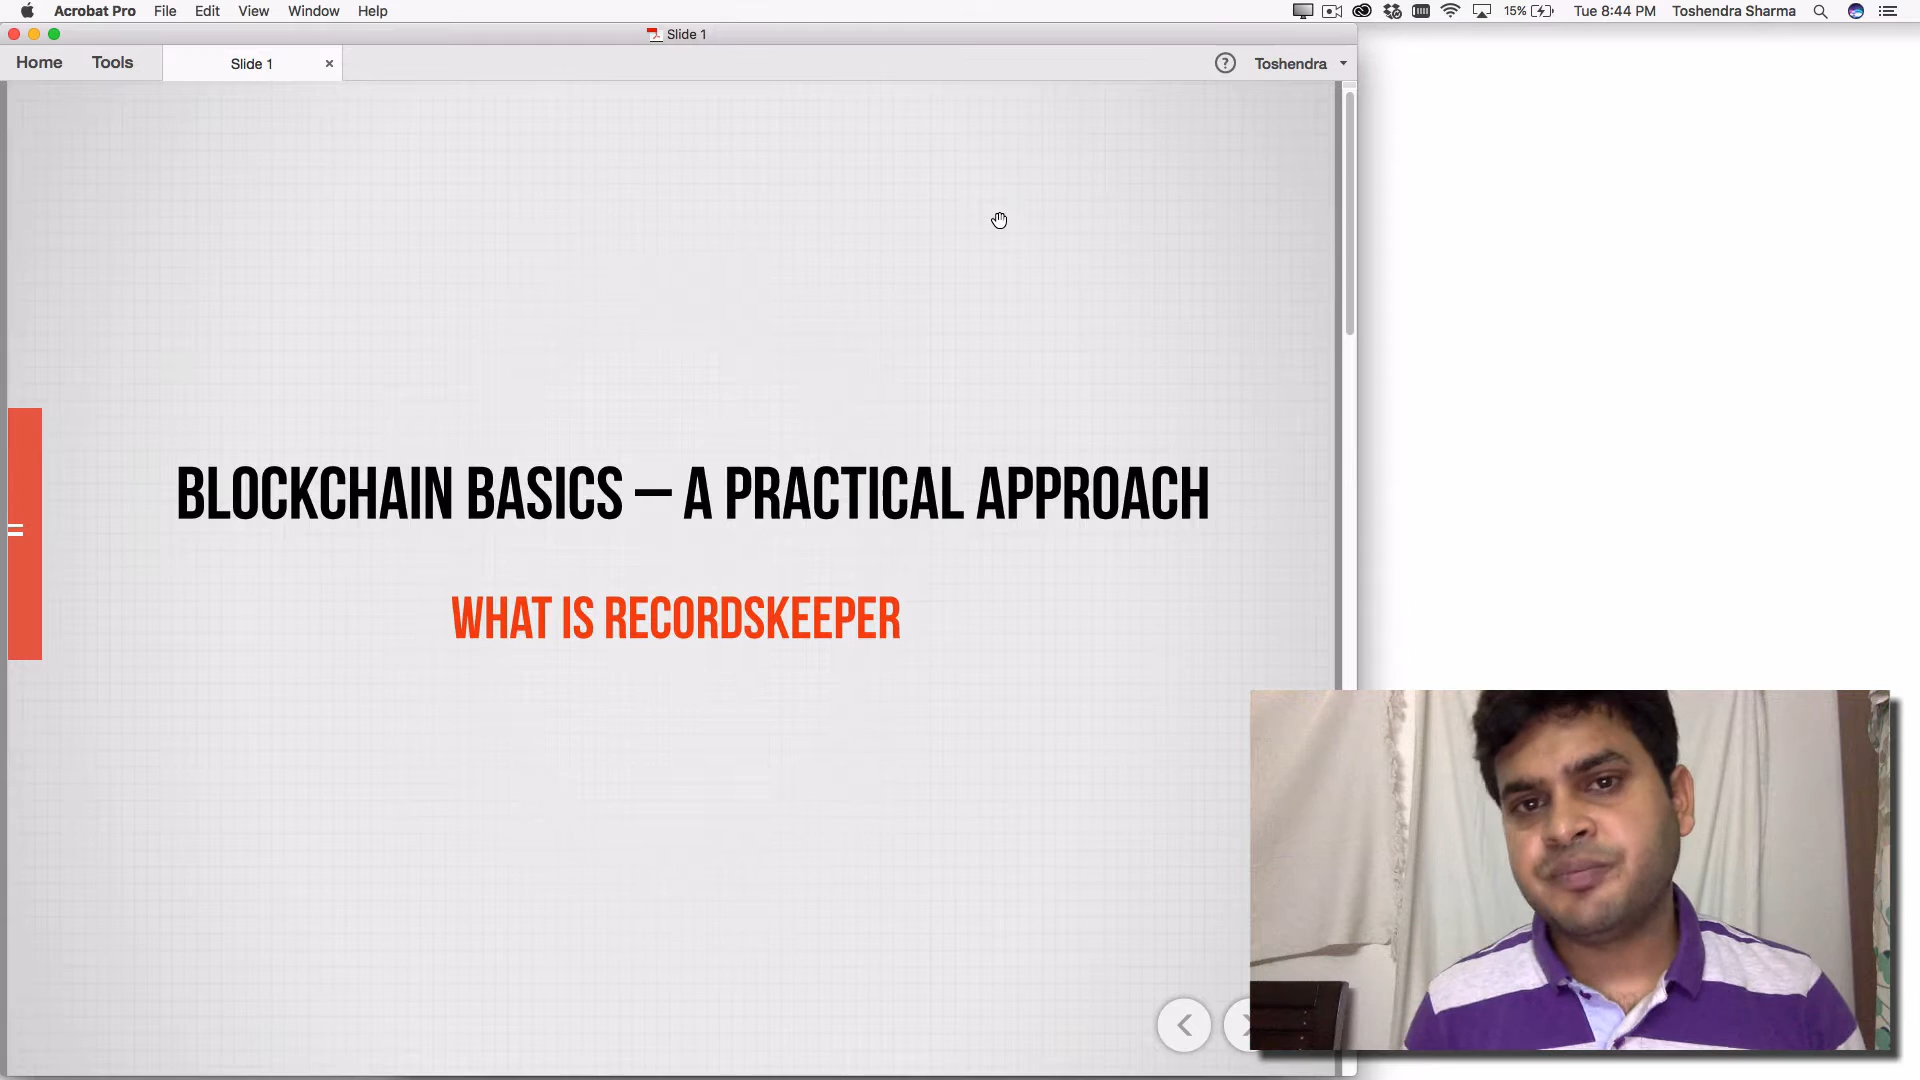 Acrobat Pro File Edit View Window Help 15% Tue 8:44 PM Toshendra Sharma
Slide 1
Home Tools Slide 1 × ? Toshendra
BLOCKCHAIN BASICS – A PRACTICAL APPROACH
WHAT IS RECORDSKEEPER